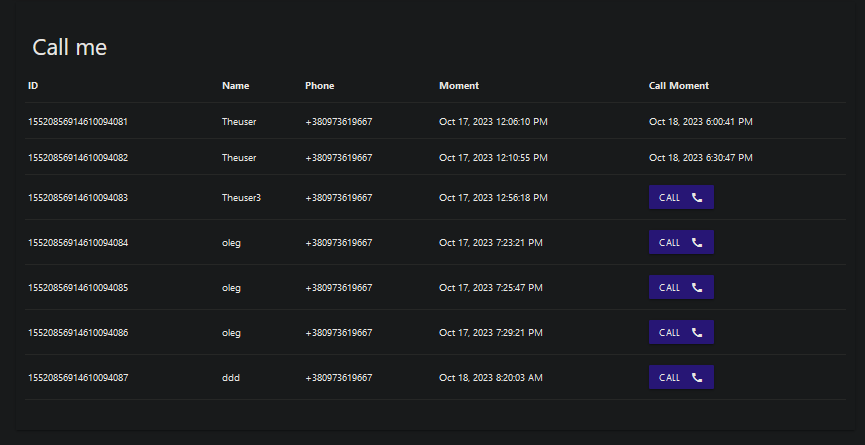 Call me
ID Name Phone Moment Call Moment
15520856914610094081 Theuser +380973619667 Oct 17, 2023 12:06:10 PM Oct 18, 2023 6:00:41 PM
15520856914610094082 Theuser +380973619667 Oct 17, 2023 12:10:55 PM Oct 18, 2023 6:30:47 PM
15520856914610094083 Theuser3 +380973619667 Oct 17, 2023 12:56:18 PM CALL
15520856914610094084 oleg +380973619667 Oct 17, 2023 7:23:21 PM CALL
15520856914610094085 oleg +380973619667 Oct 17, 2023 7:25:47 PM CALL
15520856914610094086 oleg +380973619667 Oct 17, 2023 7:29:21 PM CALL
15520856914610094087 ddd +380973619667 Oct 18, 2023 8:20:03 AM CALL